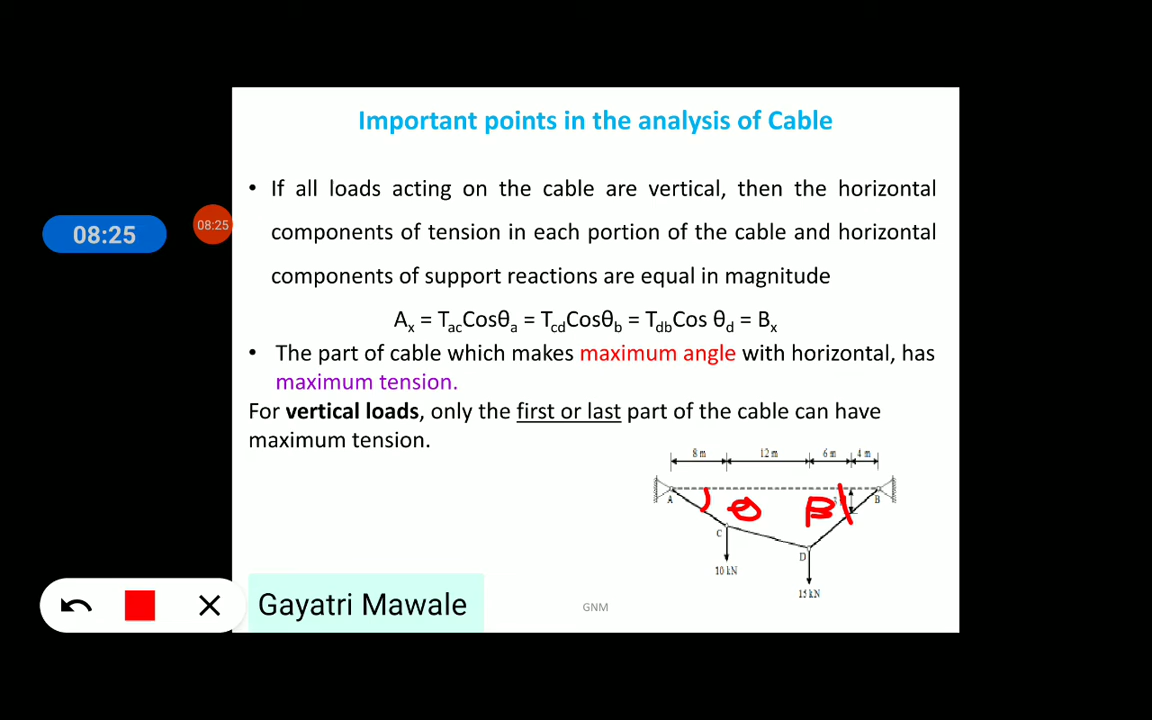 Important points in the analysis of Cable
• If all loads acting on the cable are vertical, then the horizontal
components of tension in each portion of the cable and horizontal
components of support reactions are equal in magnitude
08:25
08:25
Ax = TacCosθa = TcdCosθb = TdbCos θd = Bx
• The part of cable which makes maximum angle with horizontal, has
maximum tension.
For vertical loads, only the first or last part of the cable can have
maximum tension.
8 m 12 m 6 m 4 m
A B
θ β
C
D
10 kN
15 kN
Gayatri Mawale
GNM